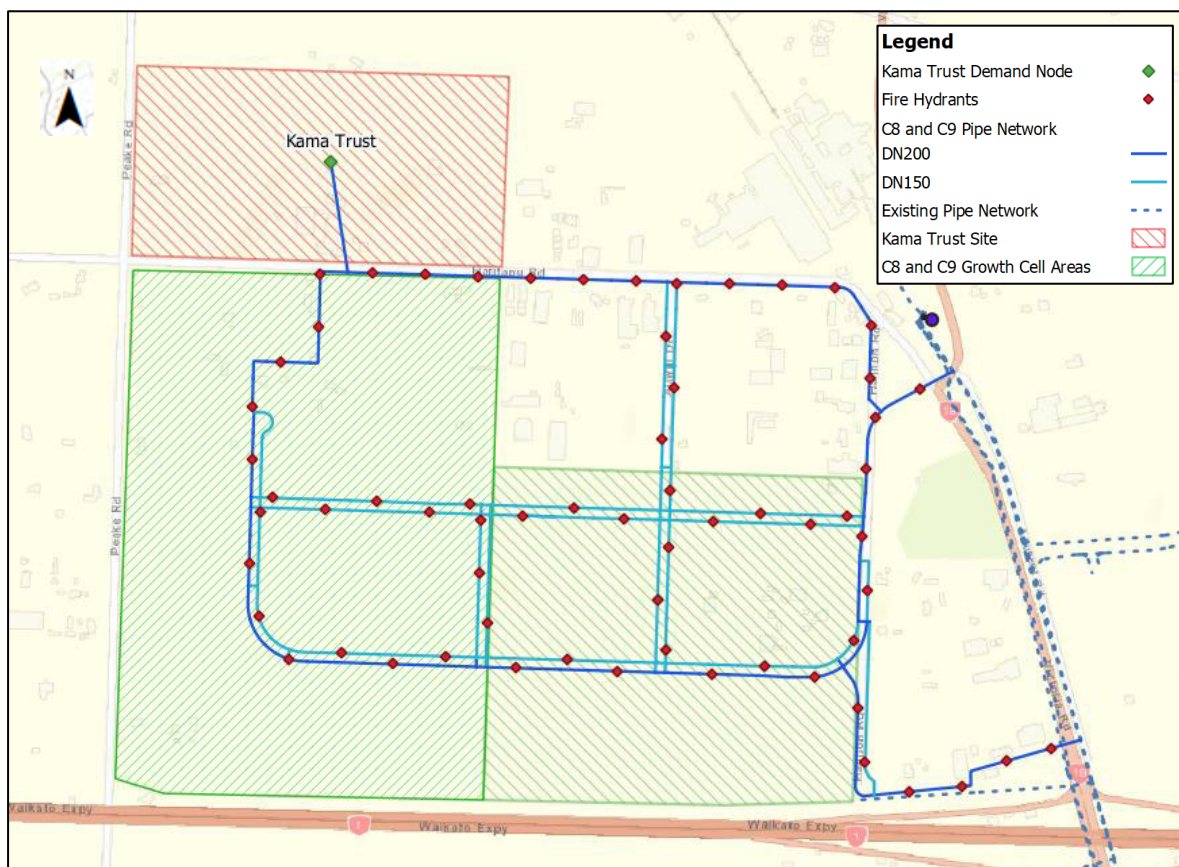 Legend
Kama Trust Demand Node
Fire Hydrants
C8 and C9 Pipe Network
DN200
DN150
Existing Pipe Network
Kama Trust Site
C8 and C9 Growth Cell Areas
N
Peake Rd
Kama Trust
Peake Rd
Waikato Expy
1
Waikato Expy
Waikato Expy
1